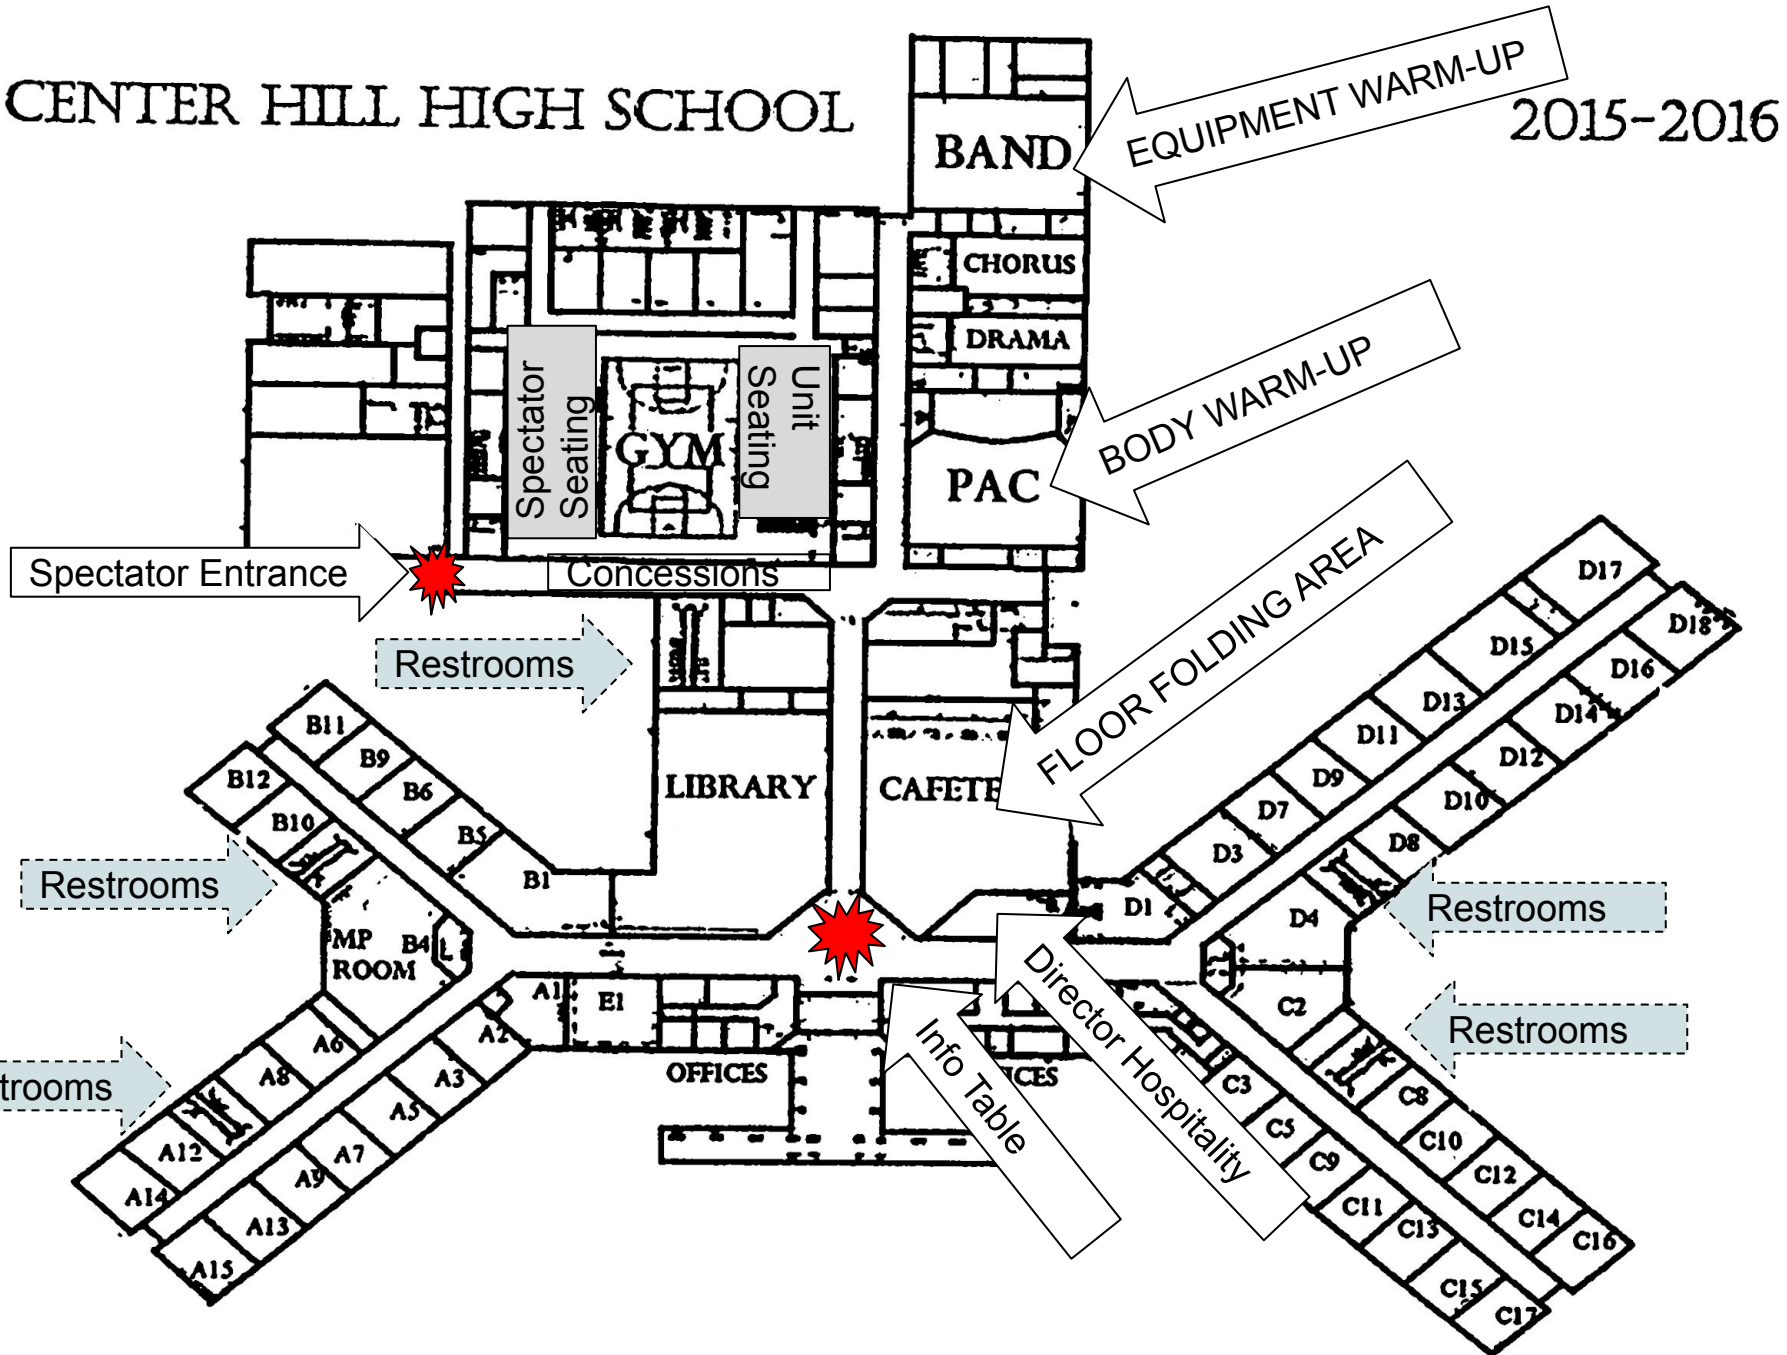 CENTER HILL HIGH SCHOOL
2015-2016
EQUIPMENT WARM-UP
BAND
CHORUS
DRAMA
BODY WARM-UP
PAC
Spectator
Seating
GYM
Unit
Seating
FLOOR FOLDING AREA
Spectator Entrance
Concessions
Restrooms
LIBRARY
CAFETE
B11
B9
B6
B5
B1
B12
B10
Restrooms
MP
ROOM
B4
D17
D15
D13
D11
D9
D7
D3
D1
D18
D16
D14
D12
D10
D8
D4
Restrooms
Director Hospitality
Info Table
A1
E1
OFFICES
ICES
A2
A3
A5
A7
A9
A13
A15
A6
A8
A12
A14
trooms
C2
Restrooms
C3
C5
C9
C11
C13
C15
C17
C8
C10
C12
C14
C16